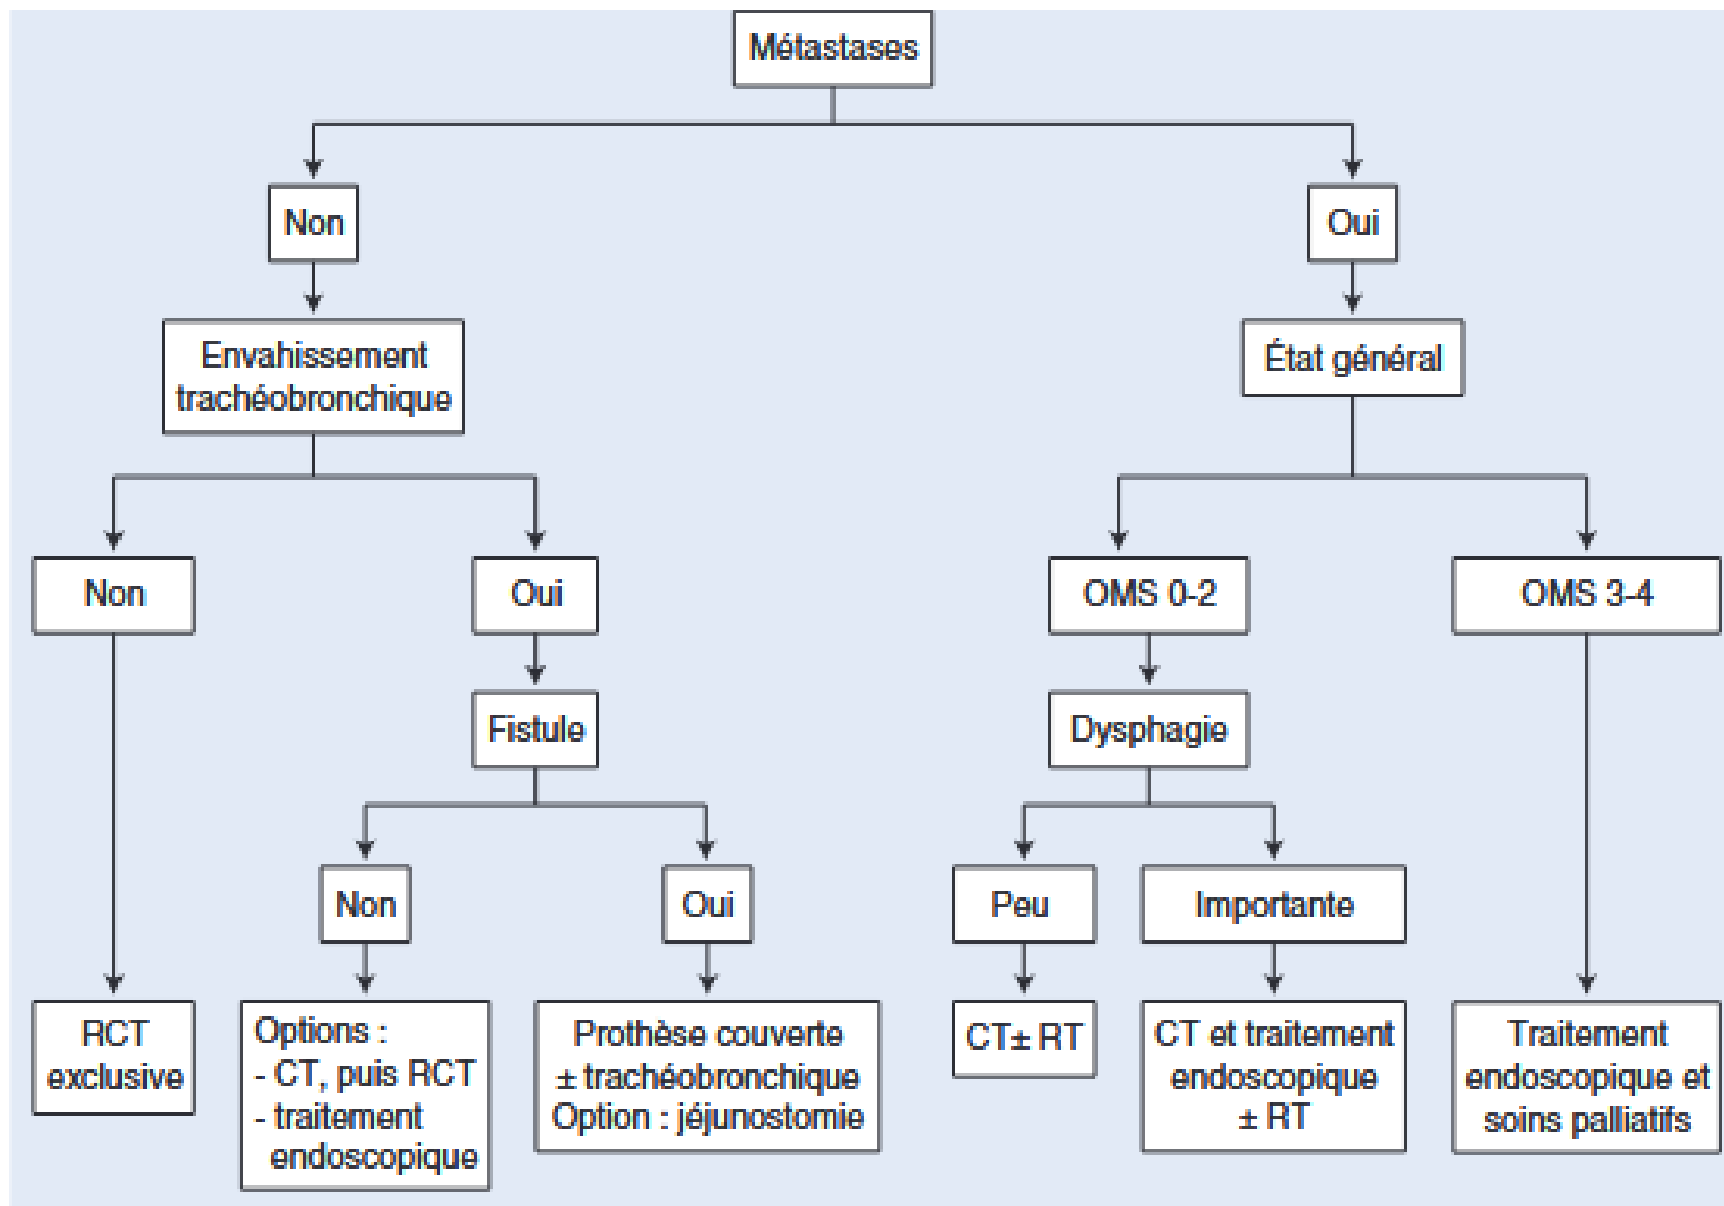 Métastases
Non
Oui
Envahissement
trachéobronchique
État général
Non
Oui
OMS 0-2
OMS 3-4
Fistule
Dysphagie
Non
Oui
Peu
Importante
RCT
exclusive
Options :
- CT, puis RCT
- traitement
endoscopique
Prothèse couverte
± trachéobronchique
Option : jéjunostomie
CT± RT
CT et traitement
endoscopique
± RT
Traitement
endoscopique et
soins palliatifs